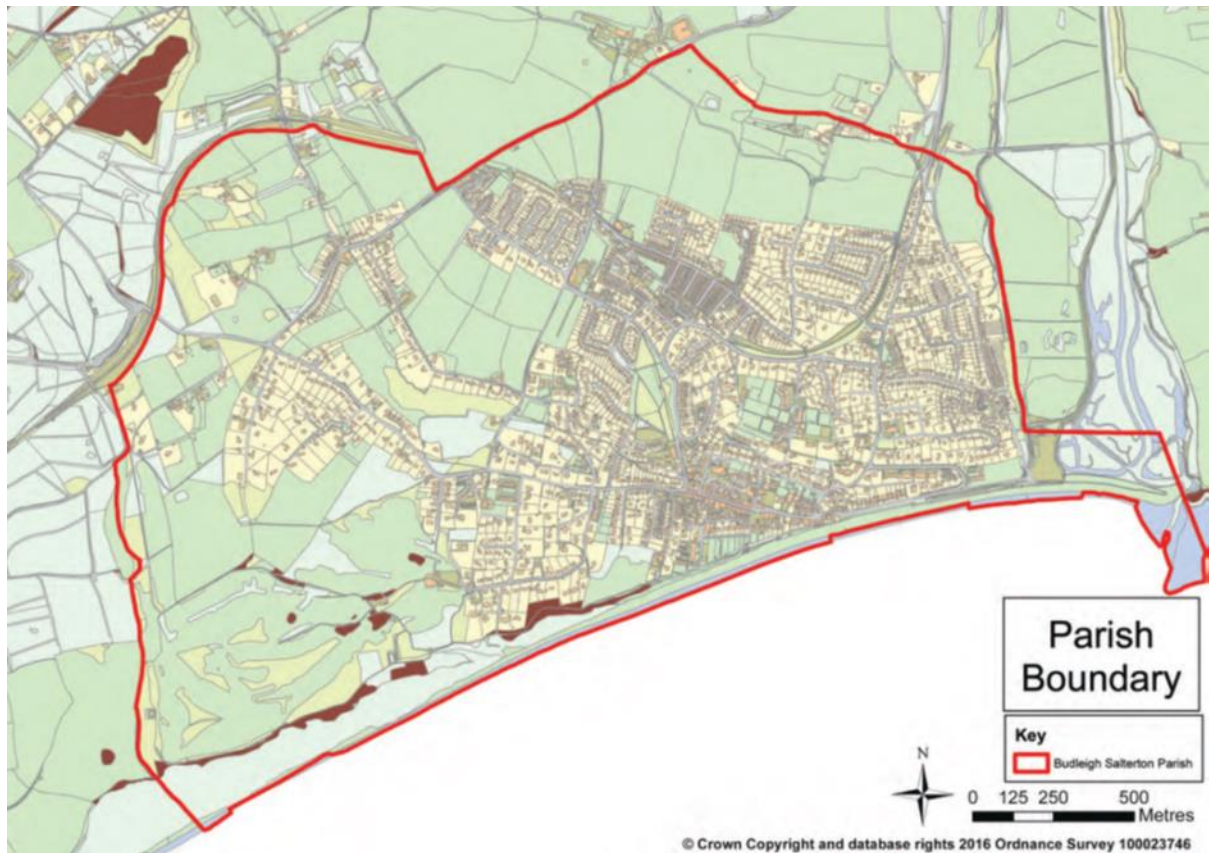 Parish
Boundary
Key
Budleigh Salterton Parish
N
0 125 250 500
Metres
© Crown Copyright and database rights 2016 Ordnance Survey 100023746